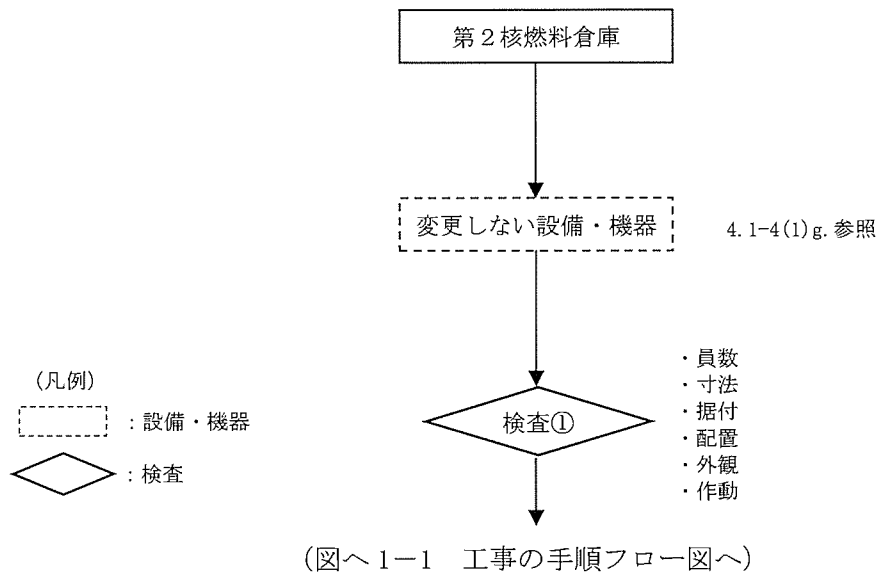 第２核燃料倉庫
変更しない設備・機器
4.1-4(1)g.参照
・員数
・寸法
・据付
・配置
・外観
・作動
検査①
(凡例)
：設備・機器
：検査
(図へ1－1　工事の手順フロー図へ)